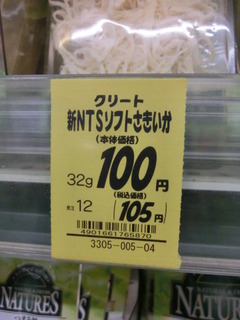 クリート
新NTSソフトさきいか
(本体価格)
32g 100円
(税込価格)
発注 12 105円
4901661765870
3305-005-04
NATURES
NATURE